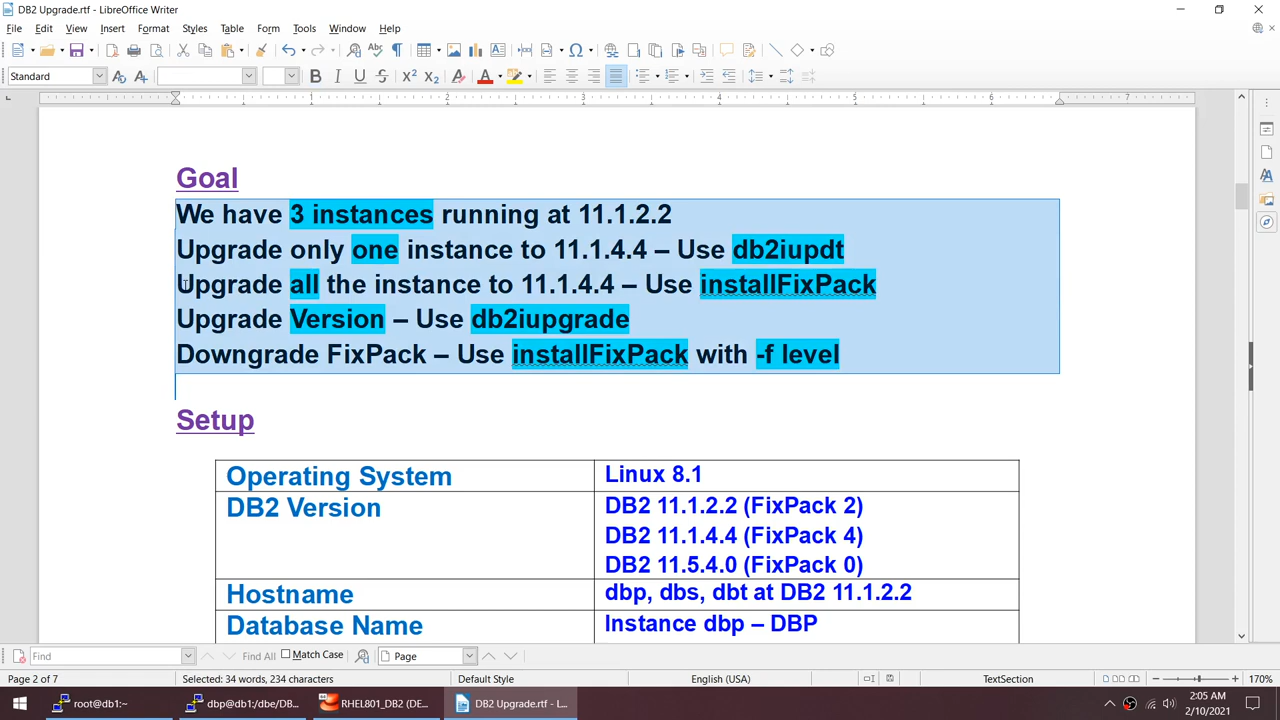 DB2 Upgrade.rtf - LibreOffice Writer
File Edit View Insert Format Styles Table Form Tools Window Help
Standard
1 2 3 4 5 6 7
Goal
We have 3 instances running at 11.1.2.2
Upgrade only one instance to 11.1.4.4 – Use db2iupdt
Upgrade all the instance to 11.1.4.4 – Use installFixPack
Upgrade Version – Use db2iupgrade
Downgrade FixPack – Use installFixPack with -f level
Setup
Operating System Linux 8.1
DB2 Version DB2 11.1.2.2 (FixPack 2)
DB2 11.1.4.4 (FixPack 4)
DB2 11.5.4.0 (FixPack 0)
Hostname dbp, dbs, dbt at DB2 11.1.2.2
Database Name Instance dbp – DBP
Find Find All Match Case Page
Page 2 of 7 Selected: 34 words, 234 characters Default Style English (USA) TextSection 170%
root@db1:~ dbp@db1:/dbe/DB... RHEL801_DB2 (DE... DB2 Upgrade.rtf - L... 2:05 AM
2/10/2021